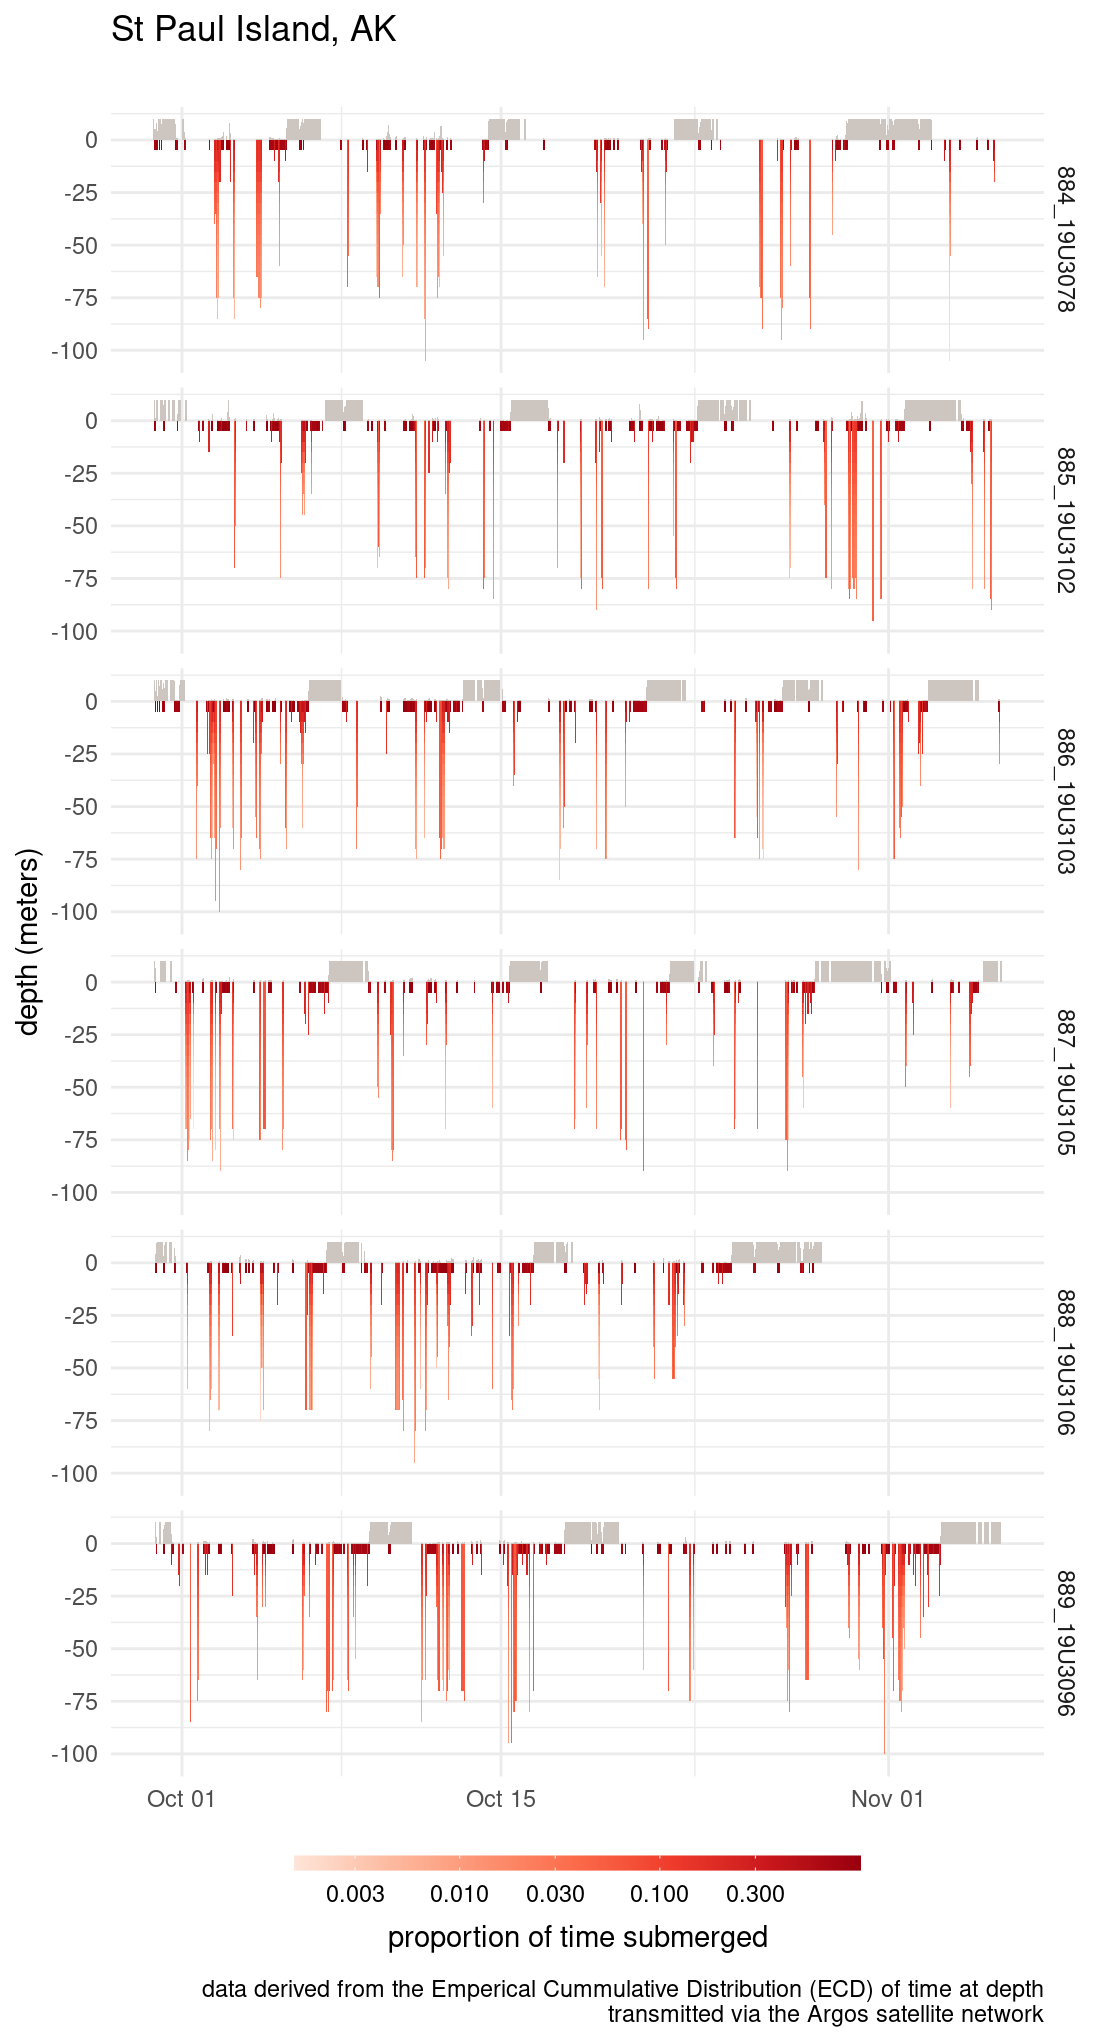 St Paul Island, AK
0
-25
-50
-75
-100
884_19U3078
0
-25
-50
-75
-100
885_19U3102
0
-25
-50
-75
-100
886_19U3103
depth (meters)
0
-25
-50
-75
-100
887_19U3105
0
-25
-50
-75
-100
888_19U3106
0
-25
-50
-75
-100
889_19U3096
Oct 01 Oct 15 Nov 01
0.003 0.010 0.030 0.100 0.300
proportion of time submerged
data derived from the Emperical Cummulative Distribution (ECD) of time at depth
transmitted via the Argos satellite network